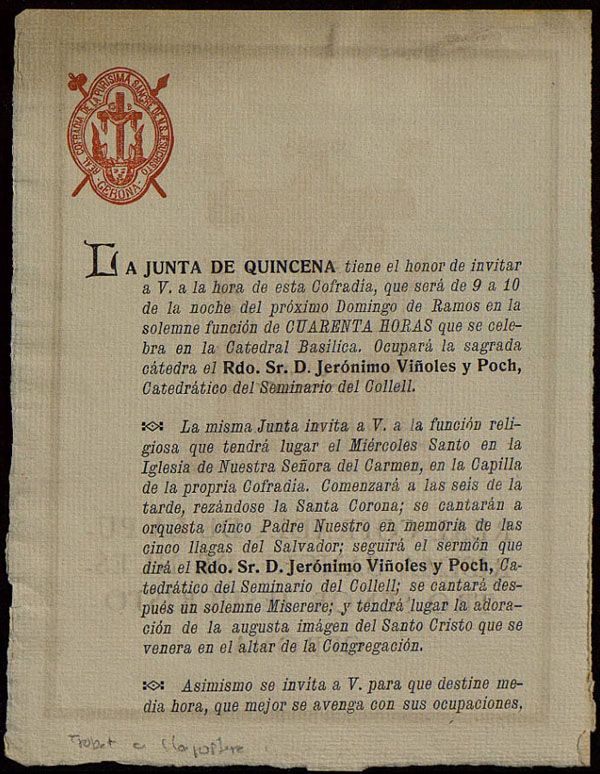 REAL COFRADIA DE LA PURISIMA SANGRE DE N. S. JESUCRISTO
· GERONA ·
LA JUNTA DE QUINCENA tiene el honor de invitar
a V. a la hora de esta Cofradia, que será de 9 a 10
de la noche del próximo Domingo de Ramos en la
solemne función de CUARENTA HORAS que se cele-
bra en la Catedral Basilica. Ocupará la sagrada
cátedra el Rdo. Sr. D. Jerónimo Viñoles y Poch,
Catedrático del Seminario del Collell.
La misma Junta invita a V. a la función reli-
giosa que tendrá lugar el Miércoles Santo en la
Iglesia de Nuestra Señora del Carmen, en la Capilla
de la propria Cofradia. Comenzará a las seis de la
tarde, rezándose la Santa Corona; se cantarán a
orquesta cinco Padre Nuestro en memoria de las
cinco llagas del Salvador; seguirá el sermón que
dirá el Rdo. Sr. D. Jerónimo Viñoles y Poch, Ca-
tedrático del Seminario del Collell; se cantará des-
pués un solemne Miserere; y tendrá lugar la adora-
ción de la augusta imágen del Santo Cristo que se
venera en el altar de la Congregación.
Asimismo se invita a V. para que destine me-
dia hora, que mejor se avenga con sus ocupaciones,
Trobat a Llagostera